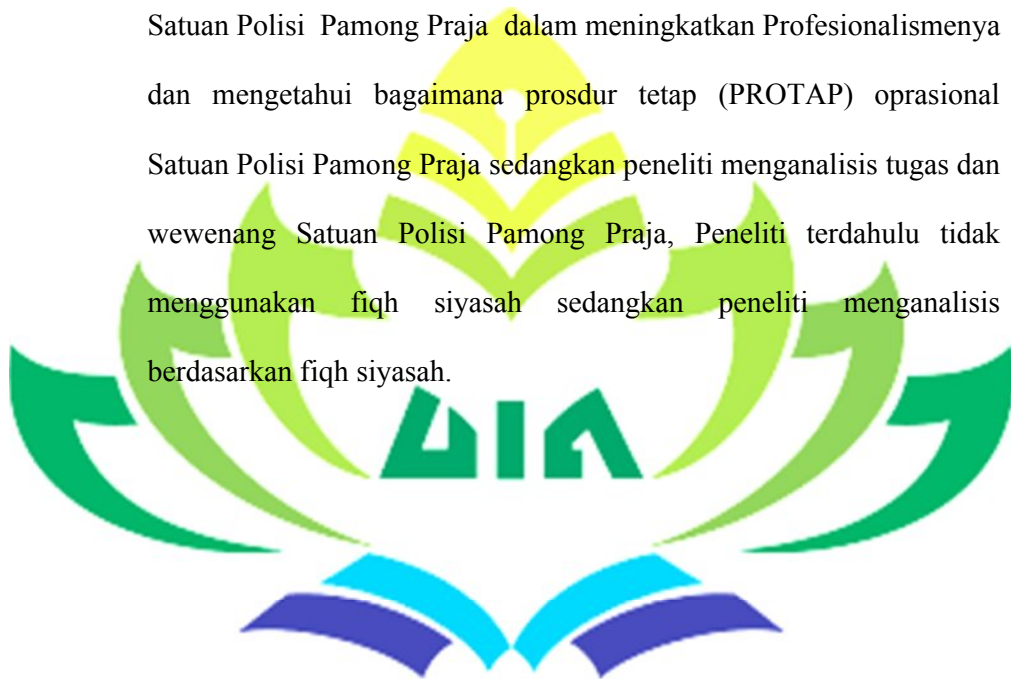 Satuan Polisi Pamong Praja dalam meningkatkan Profesionalismenya
dan mengetahui bagaimana prosdur tetap (PROTAP) oprasional
Satuan Polisi Pamong Praja sedangkan peneliti menganalisis tugas dan
wewenang Satuan Polisi Pamong Praja, Peneliti terdahulu tidak
menggunakan fiqh siyasah sedangkan peneliti menganalisis
berdasarkan fiqh siyasah.
UIN